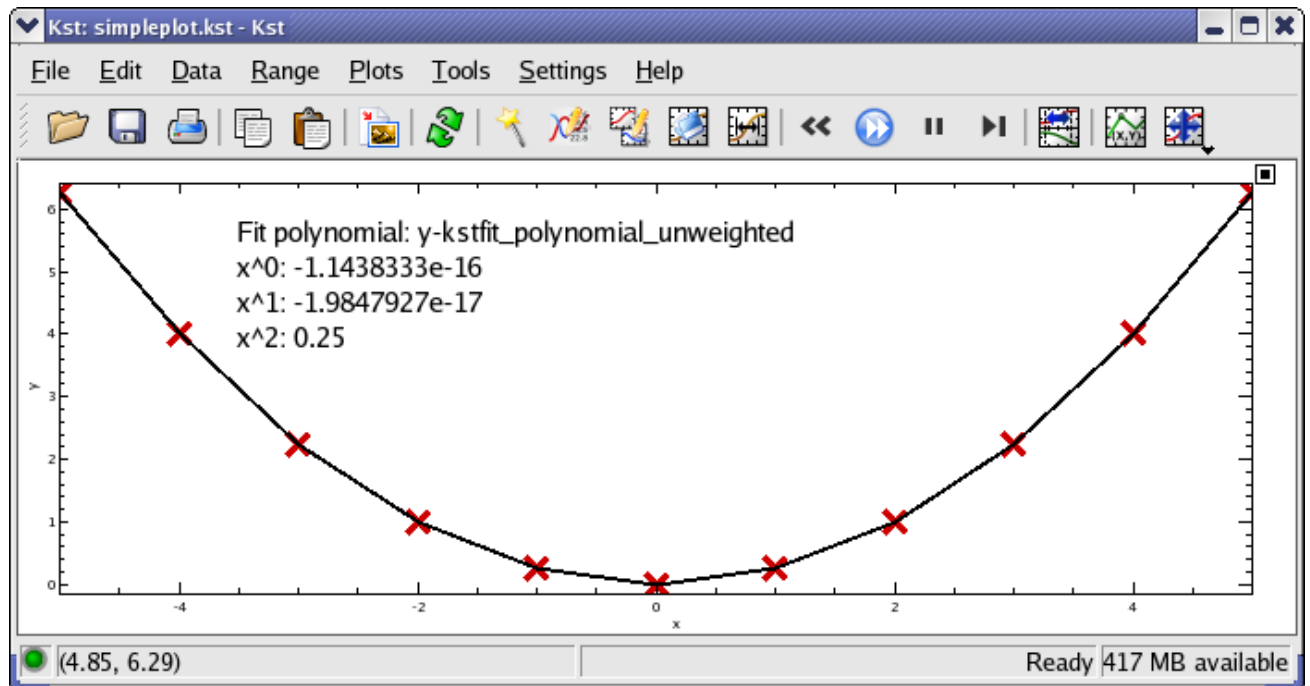 Kst: simpleplot.kst - Kst
File Edit Data Range Plots Tools Settings Help
22.8
(X,Y)
Fit polynomial: y-kstfit_polynomial_unweighted
x^0: -1.1438333e-16
x^1: -1.9847927e-17
x^2: 0.25
6
5
4
3
2
1
0
y
-4 -2 0 2 4
x
(4.85, 6.29) Ready 417 MB available